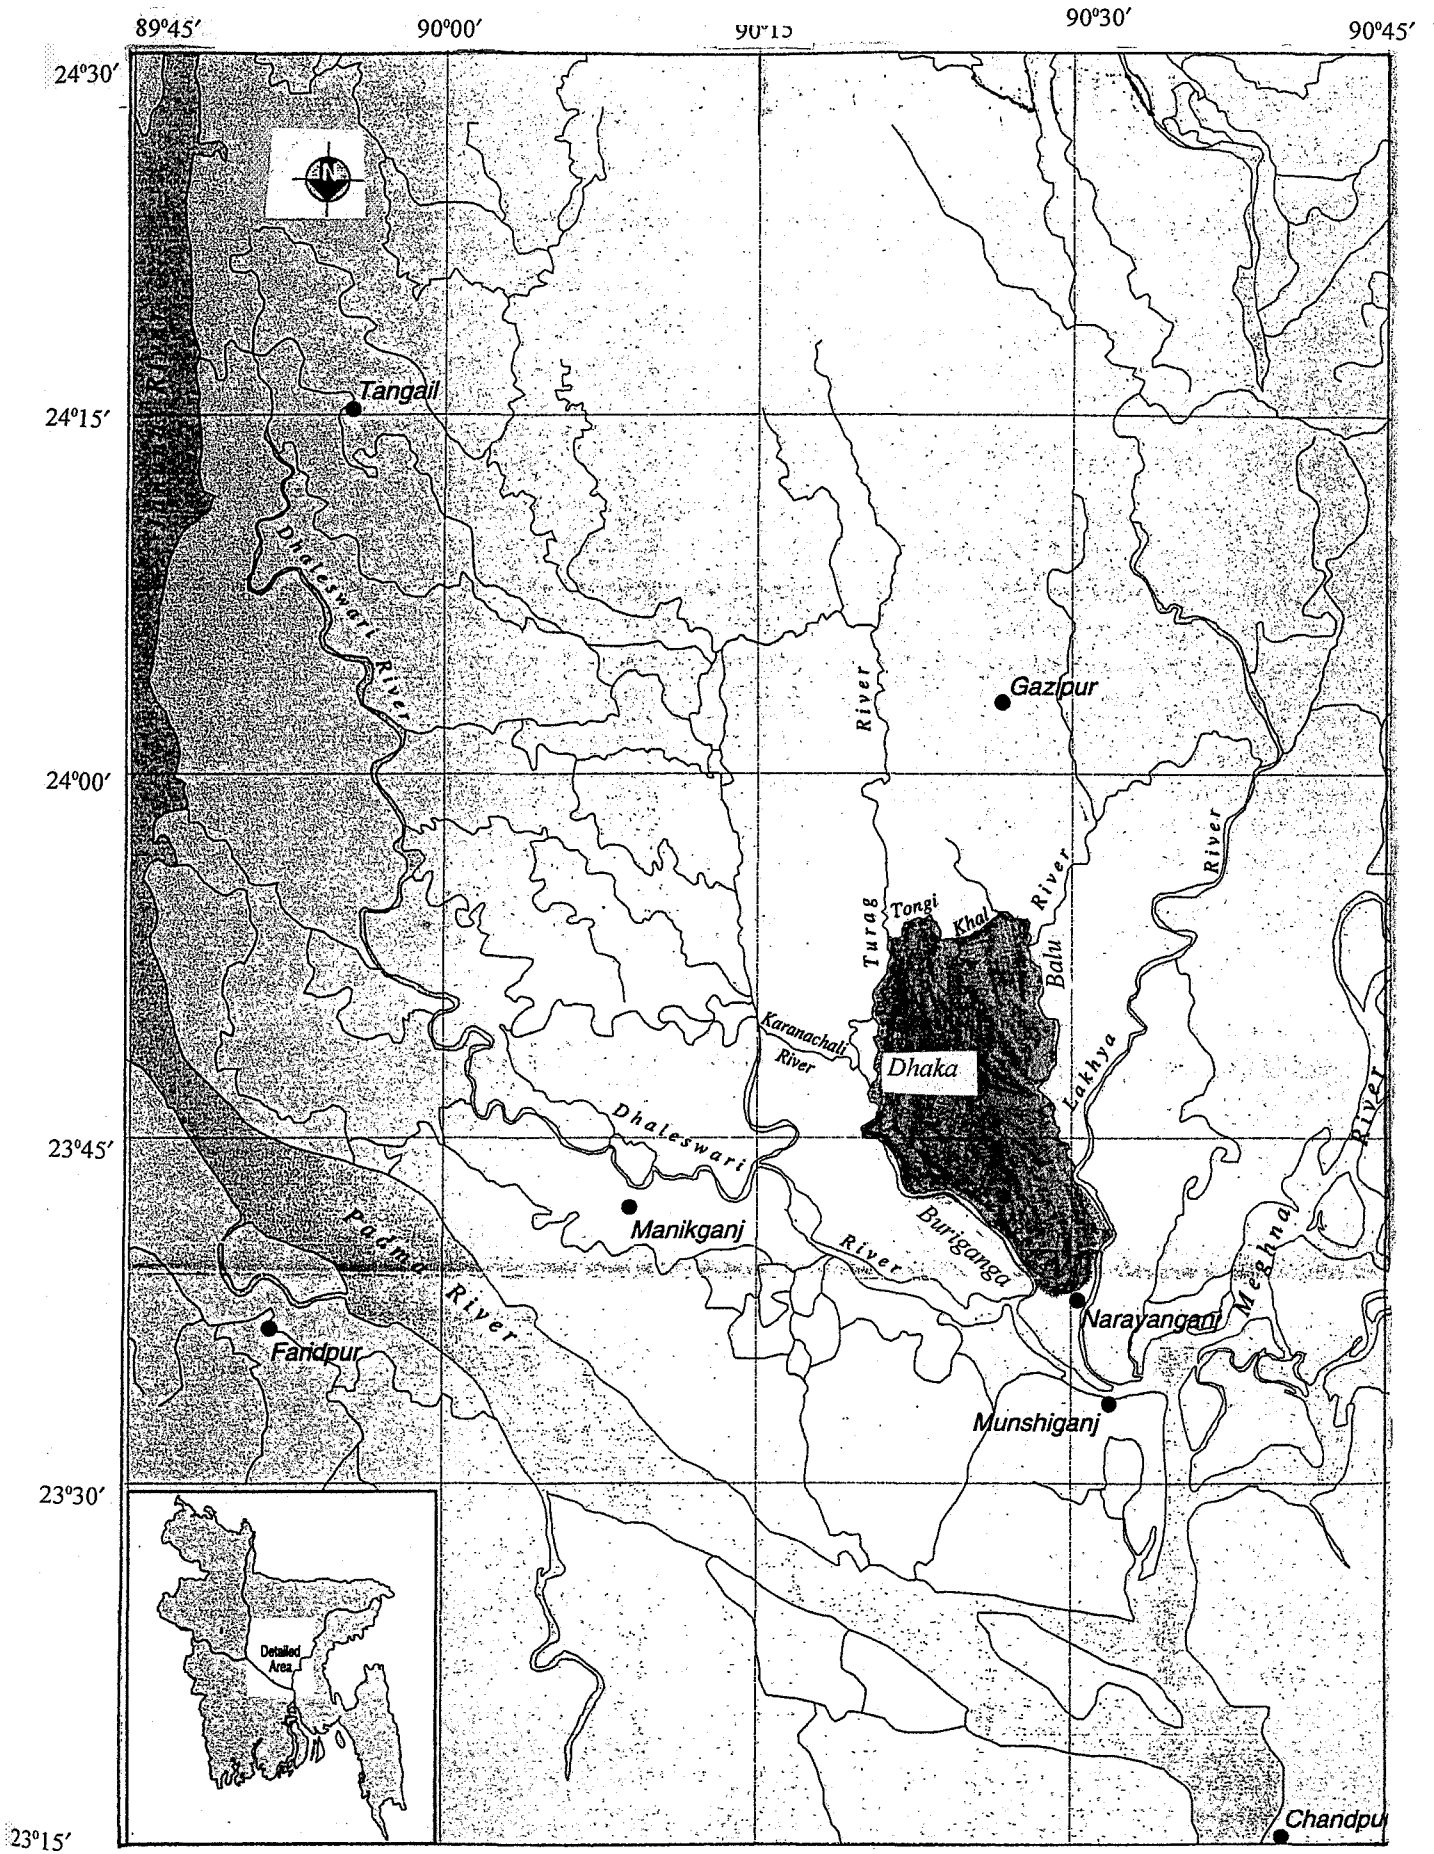 89°45′ 90°00′ 90°15 90°30′ 90°45′
24°30′
N
Tangail
24°15′
Dhaleswari River
River
Gazipur
24°00′
River
River
Turag
Tongi
Khal
Balu
Karanachali
River
Dhaka
Lakhya
River
Dhaleswari
23°45′
Padma
River
Manikganj
River
Buriganga
Meghna
Narayanganj
Faridpur
Munshiganj
23°30′
Detailed
Area
Chandpu
23°15′